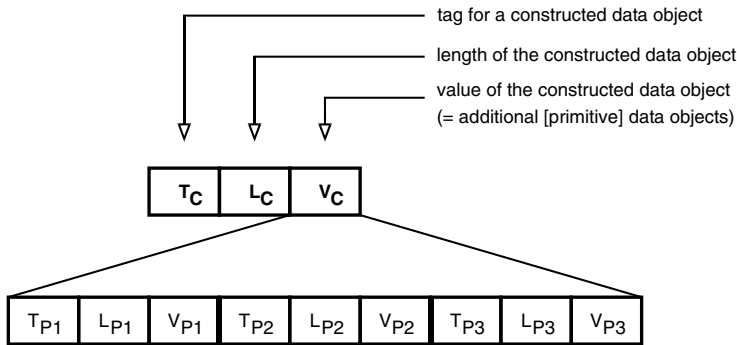 tag for a constructed data object
length of the constructed data object
value of the constructed data object
(= additional [primitive] data objects)
TC LC VC
TP1 LP1 VP1 TP2 LP2 VP2 TP3 LP3 VP3